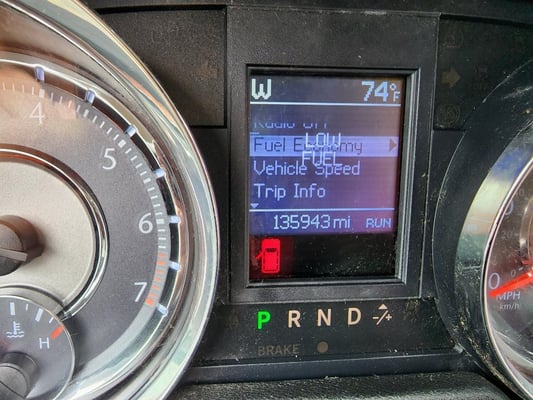 W 74°F
Radio Off
Fuel Economy
LOW
FUEL
Vehicle Speed
Trip Info
135943 mi RUN
4
5
6
7
H
P R N D -/+
BRAKE
0
MPH
km/h